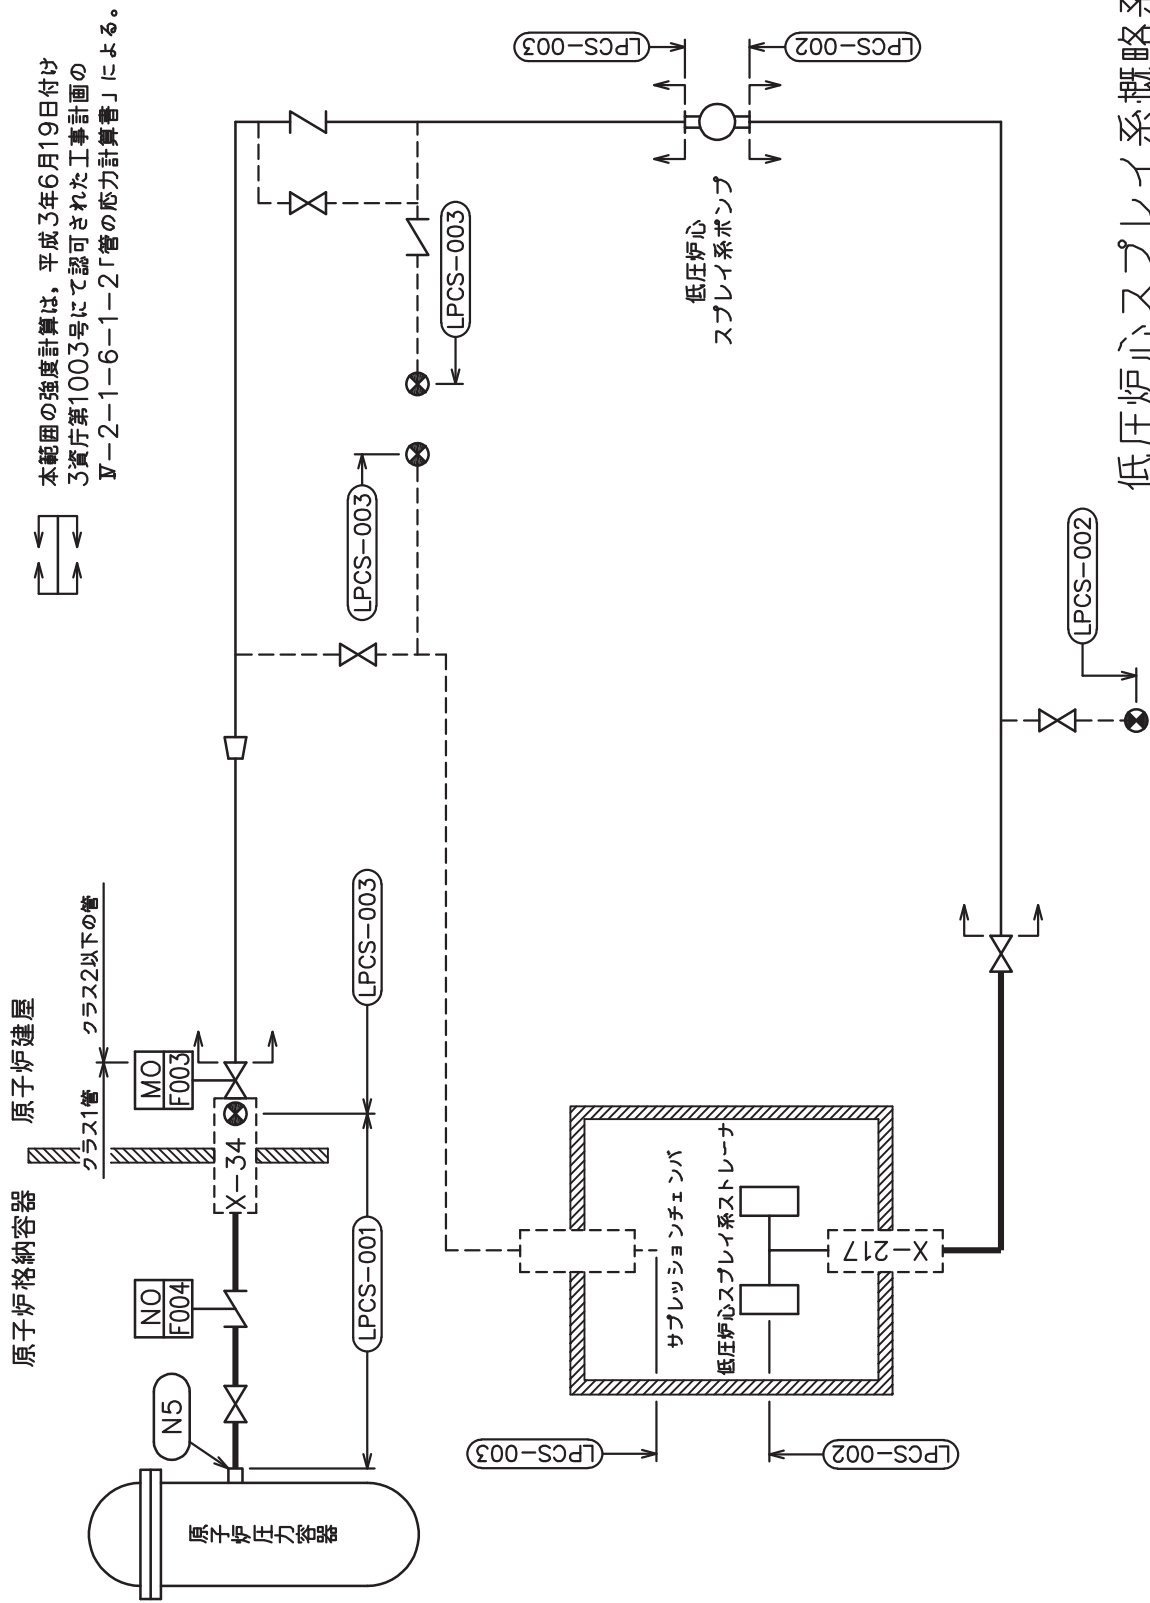 本範囲の強度計算は，平成3年6月19日付け
3資庁第1003号にて認可された工事計画の
Ⅳ－2－1－6－1－2「管の応力計算書」による。
原子炉格納容器
原子炉建屋
クラス1管
クラス2以下の管
NO
F004
MO
F003
N5
X-34
LPCS-001
LPCS-003
LPCS-003
LPCS-003
原子炉圧力容器
LPCS-003
LPCS-002
サプレッションチェンバ
低圧炉心スプレイ系ストレーナ
X-217
LPCS-003
LPCS-002
低圧炉心
スプレイ系ポンプ
LPCS-002
低圧炉心スプレイ系概略系